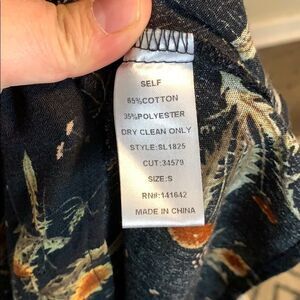 SELF
65%COTTON
35%POLYESTER
DRY CLEAN ONLY
STYLE:SL1825
CUT:34579
SIZE:S
RN#:141642
MADE IN CHINA